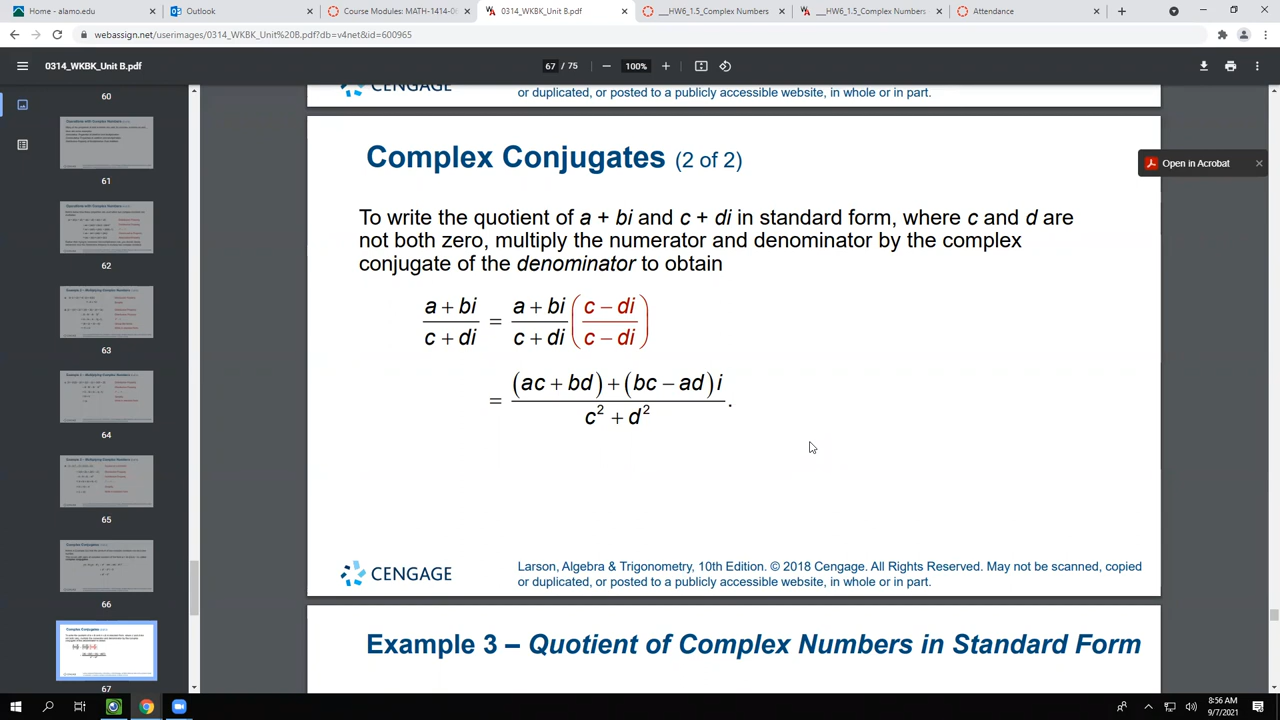 Home - alamo.edu
Outlook
Course Modules: MATH-1414-08
0314_WKBK_Unit B.pdf
__HW6_1.5_Complex Numbers
__HW6_1.5_Complex Numbers
Attendance
webassign.net/userimages/0314_WKBK_Unit%20B.pdf?db=v4net&id=600965
0314_WKBK_Unit B.pdf
67 / 75
100%
60
61
62
63
64
65
66
67
CENGAGE
or duplicated, or posted to a publicly accessible website, in whole or in part.
Open in Acrobat
Complex Conjugates (2 of 2)
To write the quotient of a + bi and c + di in standard form, where c and d are
not both zero, multiply the numerator and denominator by the complex
conjugate of the denominator to obtain
(a + bi)/(c + di) = (a + bi)/(c + di) ((c − di)/(c − di))
= ((ac + bd) + (bc − ad)i)/(c² + d²).
CENGAGE
Larson, Algebra & Trigonometry, 10th Edition. © 2018 Cengage. All Rights Reserved. May not be scanned, copied
or duplicated, or posted to a publicly accessible website, in whole or in part.
Example 3 – Quotient of Complex Numbers in Standard Form
8:56 AM
9/7/2021